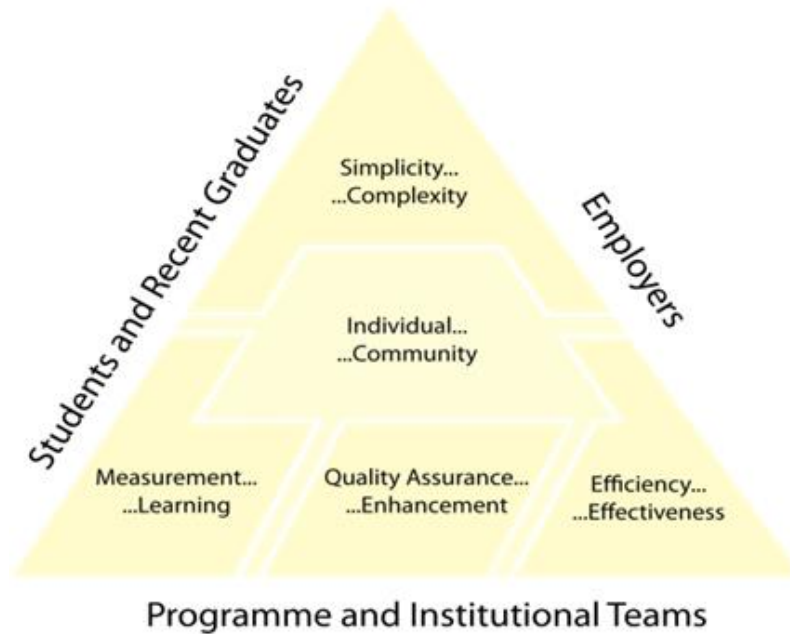 Students and Recent Graduates
Employers
Simplicity...
...Complexity
Individual...
...Community
Measurement...
...Learning
Quality Assurance...
...Enhancement
Efficiency...
...Effectiveness
Programme and Institutional Teams